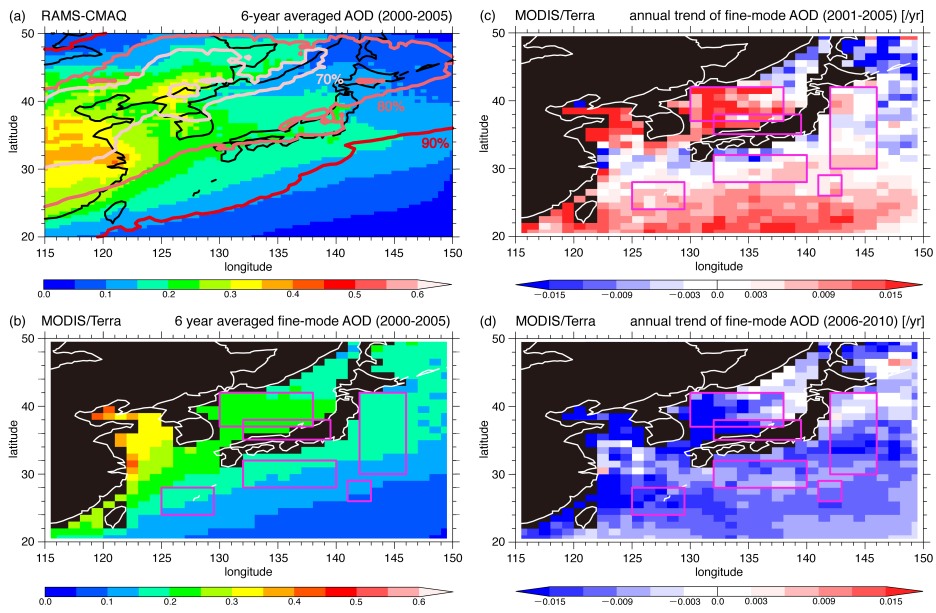 (a) RAMS-CMAQ 6-year averaged AOD (2000-2005)
50
40
30
20
latitude
70%
80%
90%
115 120 125 130 135 140 145 150
longitude
0.0 0.1 0.2 0.3 0.4 0.5 0.6
(b) MODIS/Terra 6 year averaged fine-mode AOD (2000-2005)
50
40
30
20
latitude
115 120 125 130 135 140 145 150
longitude
0.0 0.1 0.2 0.3 0.4 0.5 0.6
(c) MODIS/Terra annual trend of fine-mode AOD (2001-2005) [/yr]
50
40
30
20
latitude
115 120 125 130 135 140 145 150
longitude
−0.015 −0.009 −0.003 0.0 0.003 0.009 0.015
(d) MODIS/Terra annual trend of fine-mode AOD (2006-2010) [/yr]
50
40
30
20
latitude
115 120 125 130 135 140 145 150
longitude
−0.015 −0.009 −0.003 0.0 0.003 0.009 0.015